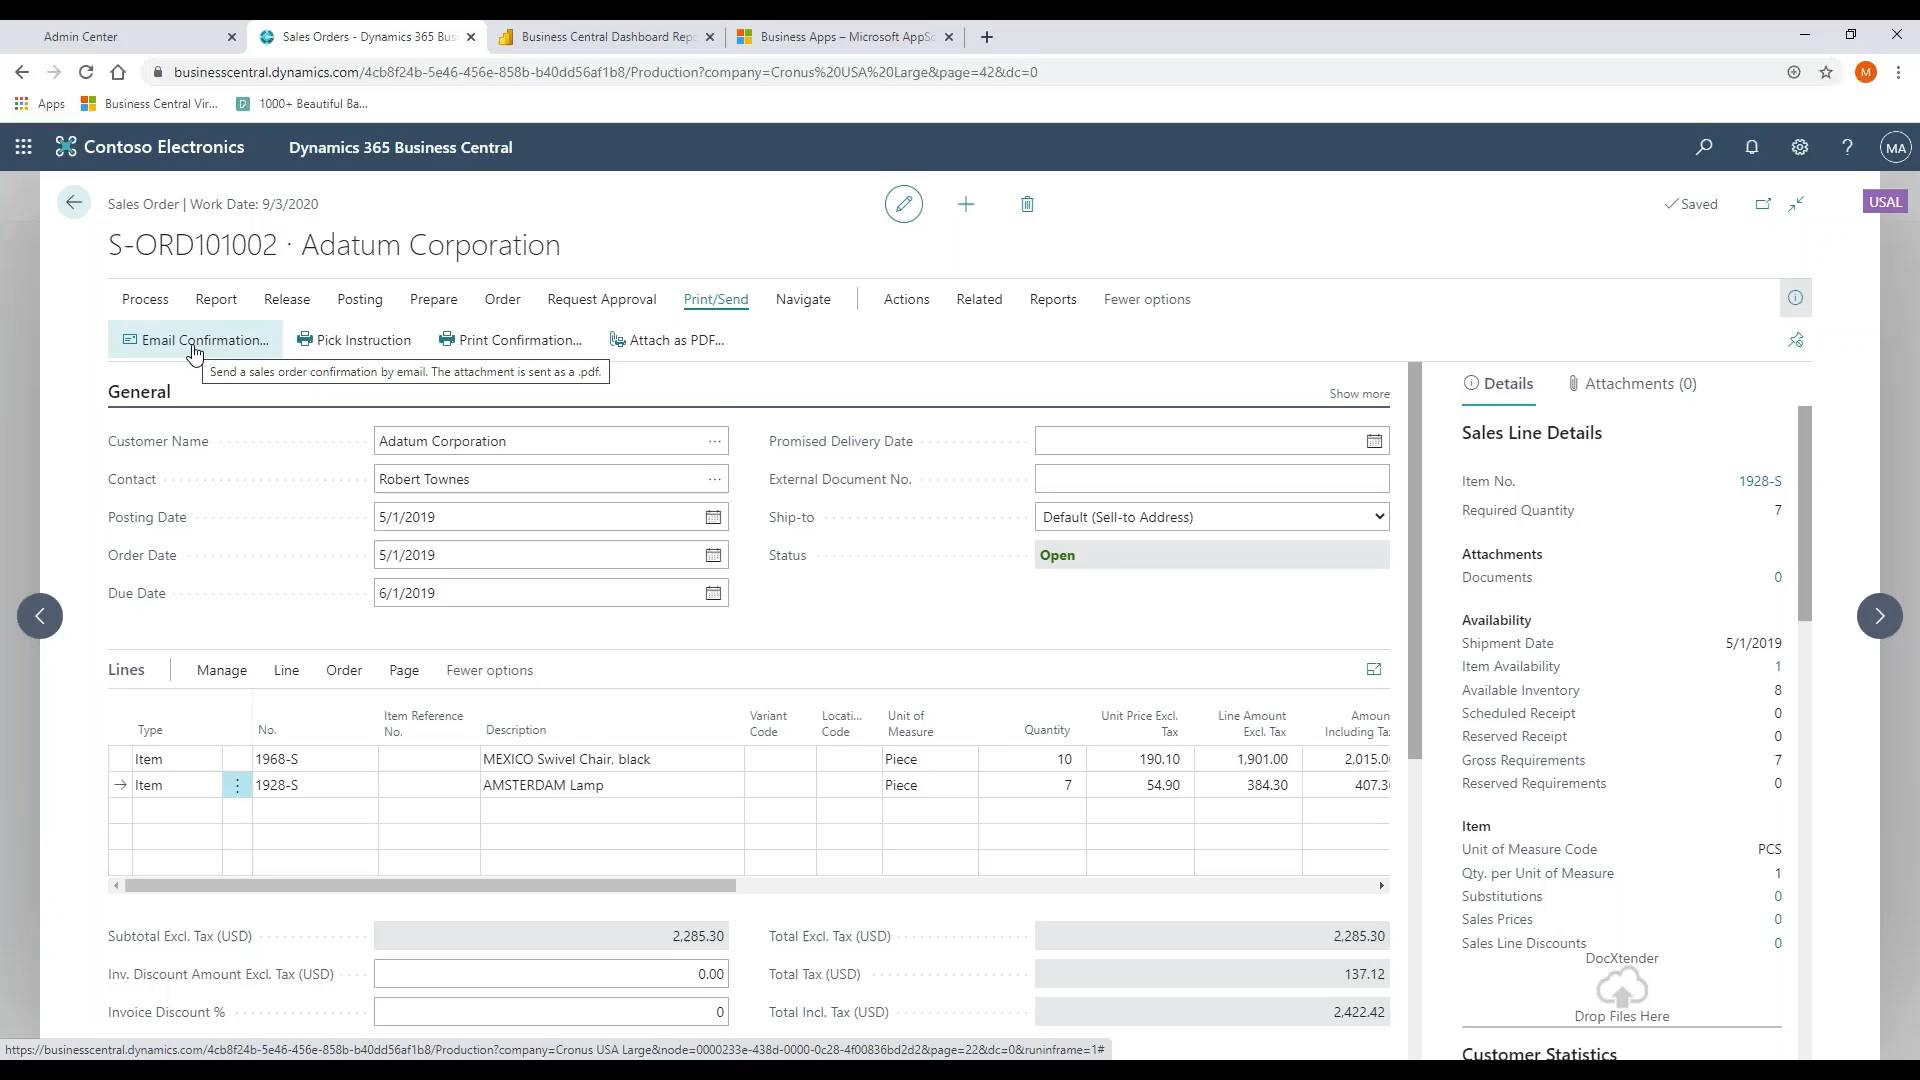 Admin Center
Sales Orders - Dynamics 365 Bus
Business Central Dashboard Rep
Business Apps – Microsoft AppSo
businesscentral.dynamics.com/4cb8f24b-5e46-456e-858b-b40dd56af1b8/Production?company=Cronus%20USA%20Large&page=42&dc=0
M
Apps
Business Central Vir...
D 1000+ Beautiful Ba...
Contoso Electronics
Dynamics 365 Business Central
MA
Sales Order | Work Date: 9/3/2020
Saved
USAL
S-ORD101002 · Adatum Corporation
Process Report Release Posting Prepare Order Request Approval Print/Send Navigate Actions Related Reports Fewer options
Email Confirmation... Pick Instruction Print Confirmation... Attach as PDF...
Send a sales order confirmation by email. The attachment is sent as a .pdf.
General
Show more
Customer Name Adatum Corporation
Contact Robert Townes
Posting Date 5/1/2019
Order Date 5/1/2019
Due Date 6/1/2019
Promised Delivery Date
External Document No.
Ship-to Default (Sell-to Address)
Status Open
Lines Manage Line Order Page Fewer options
Type No. Item Reference No. Description Variant Code Locati... Code Unit of Measure Quantity Unit Price Excl. Tax Line Amount Excl. Tax Amoun Including Ta
Item 1968-S MEXICO Swivel Chair, black Piece 10 190.10 1,901.00 2,015.0
Item 1928-S AMSTERDAM Lamp Piece 7 54.90 384.30 407.3
Subtotal Excl. Tax (USD) 2,285.30
Inv. Discount Amount Excl. Tax (USD) 0.00
Invoice Discount % 0
Total Excl. Tax (USD) 2,285.30
Total Tax (USD) 137.12
Total Incl. Tax (USD) 2,422.42
Details Attachments (0)
Sales Line Details
Item No. 1928-S
Required Quantity 7
Attachments
Documents 0
Availability
Shipment Date 5/1/2019
Item Availability 1
Available Inventory 8
Scheduled Receipt 0
Reserved Receipt 0
Gross Requirements 7
Reserved Requirements 0
Item
Unit of Measure Code PCS
Qty. per Unit of Measure 1
Substitutions 0
Sales Prices 0
Sales Line Discounts 0
DocXtender
Drop Files Here
Customer Statistics
https://businesscentral.dynamics.com/4cb8f24b-5e46-456e-858b-b40dd56af1b8/Production?company=Cronus USA Large&node=0000233e-438d-0000-0c28-4f00836bd2d2&page=22&dc=0&runinframe=1#